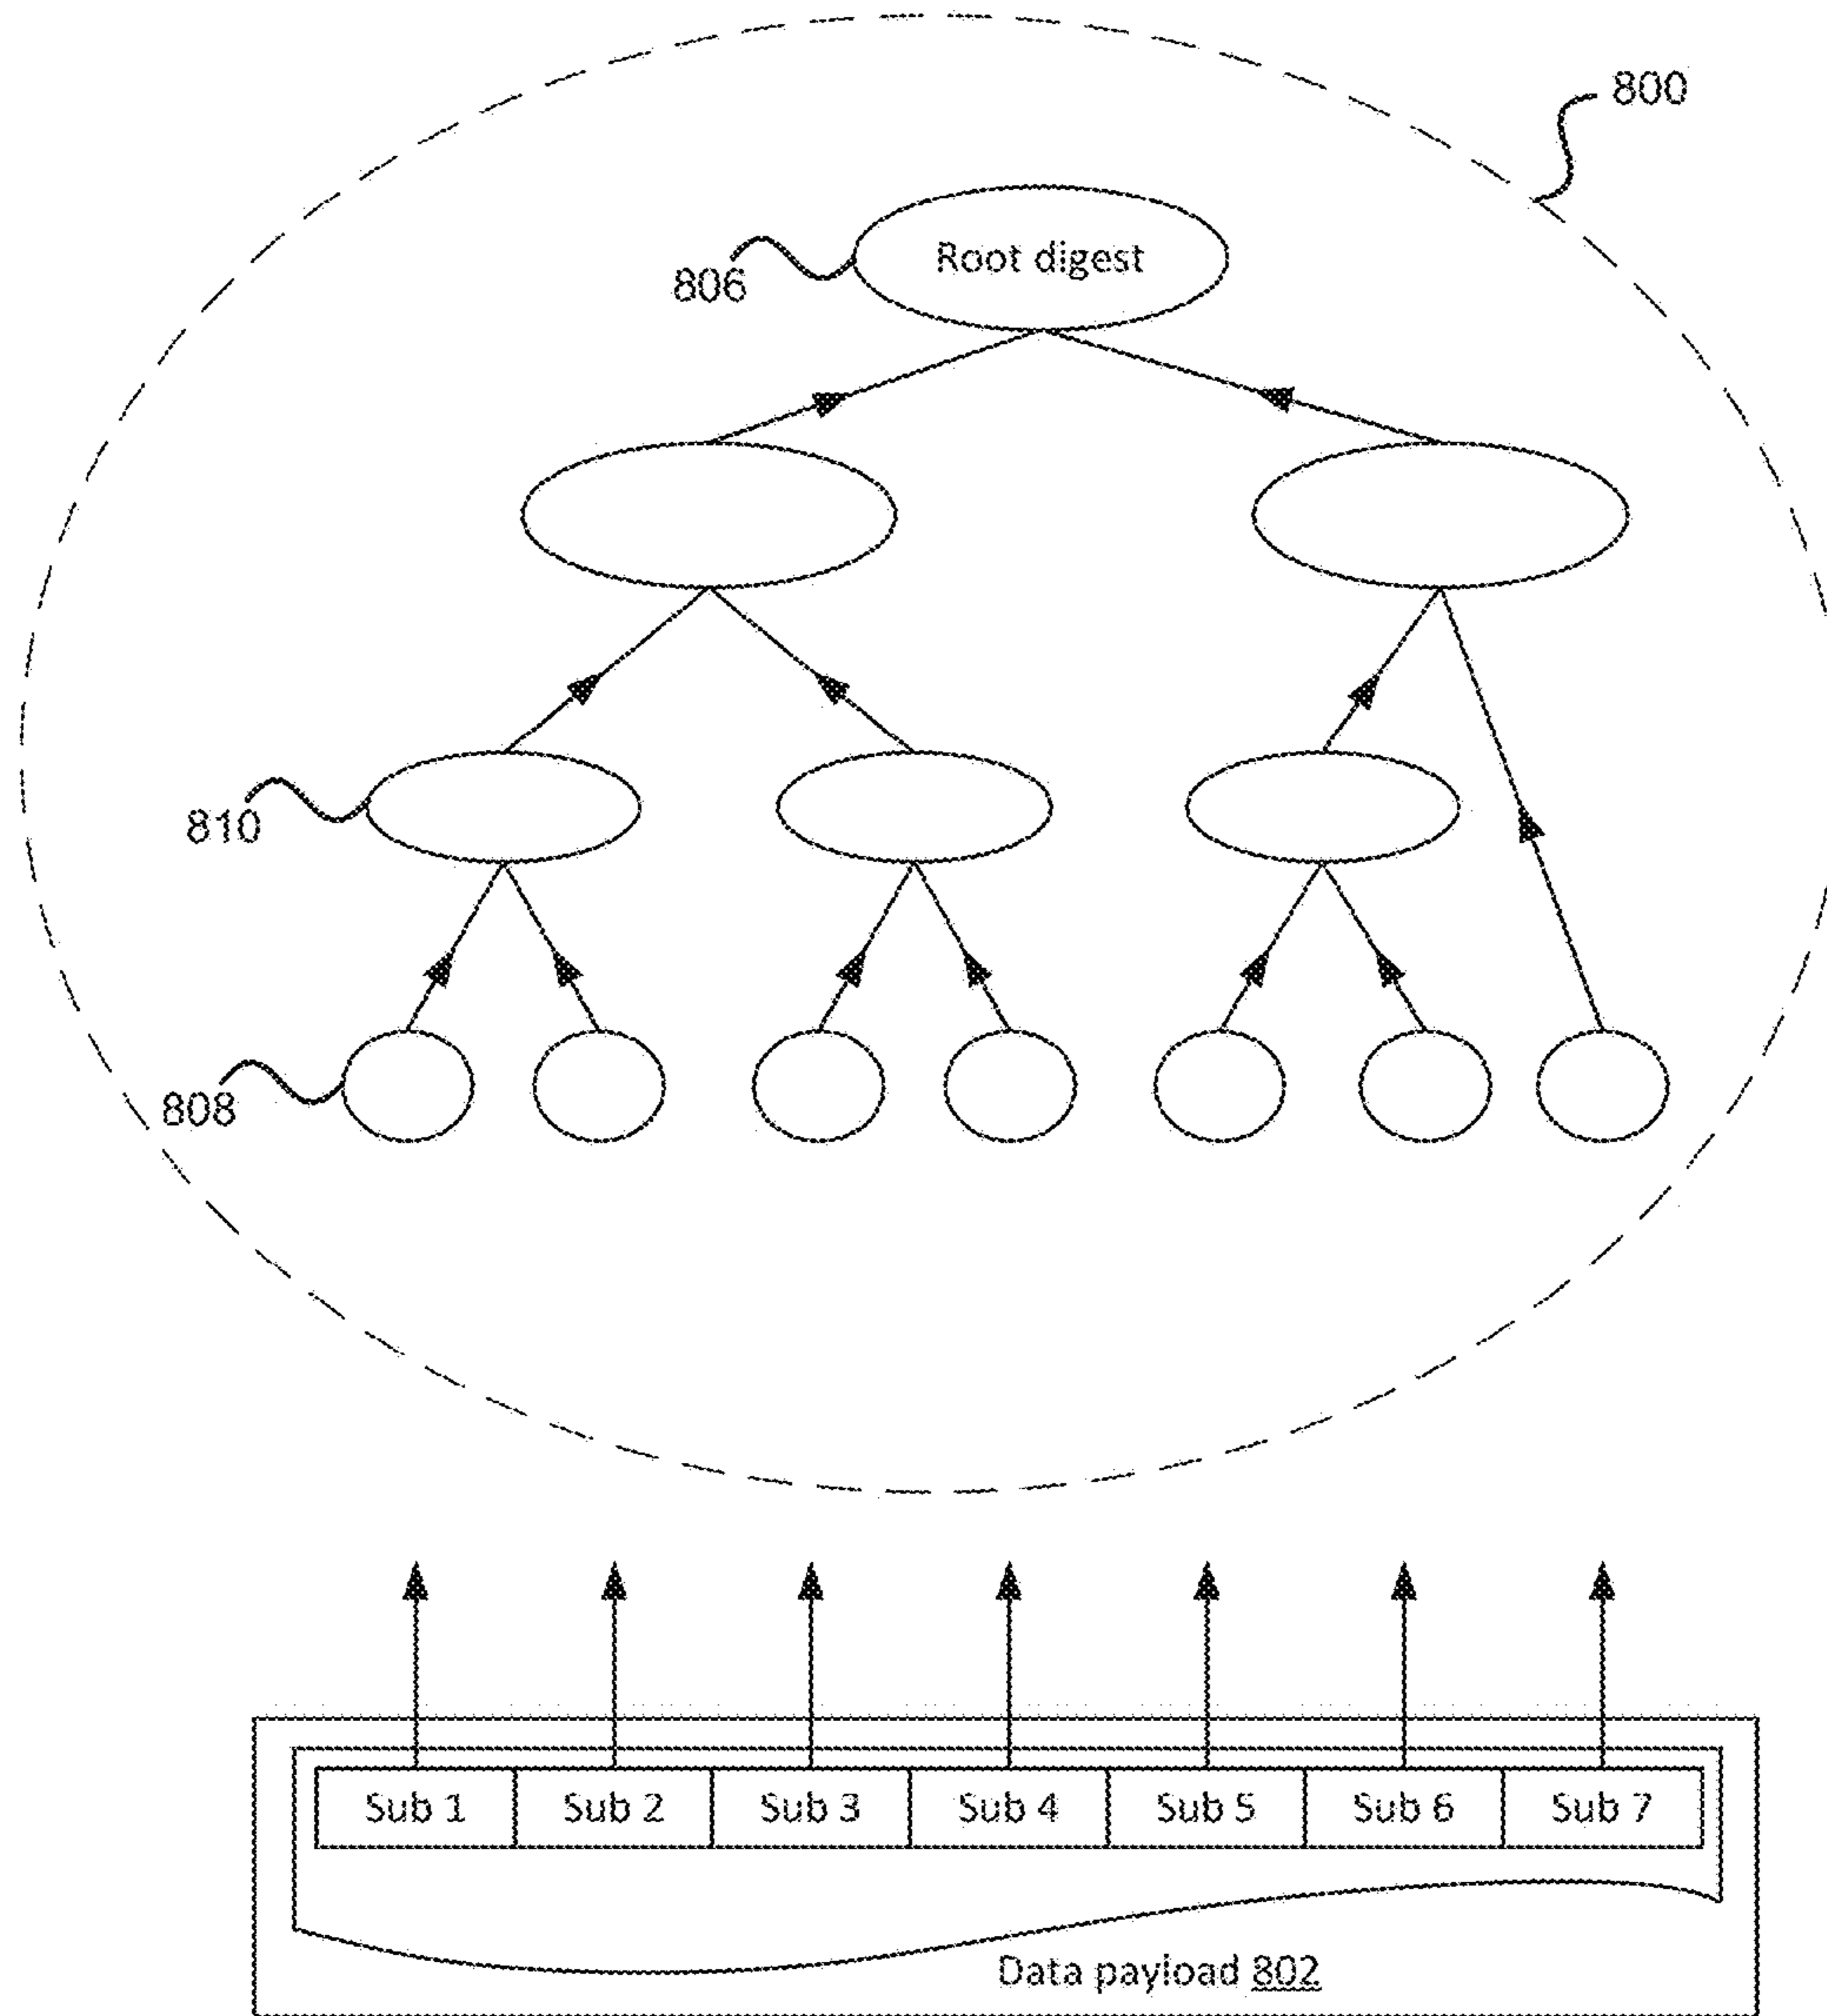 800
Root digest
806
810
808
Sub 1 Sub 2 Sub 3 Sub 4 Sub 5 Sub 6 Sub 7
Data payload 802